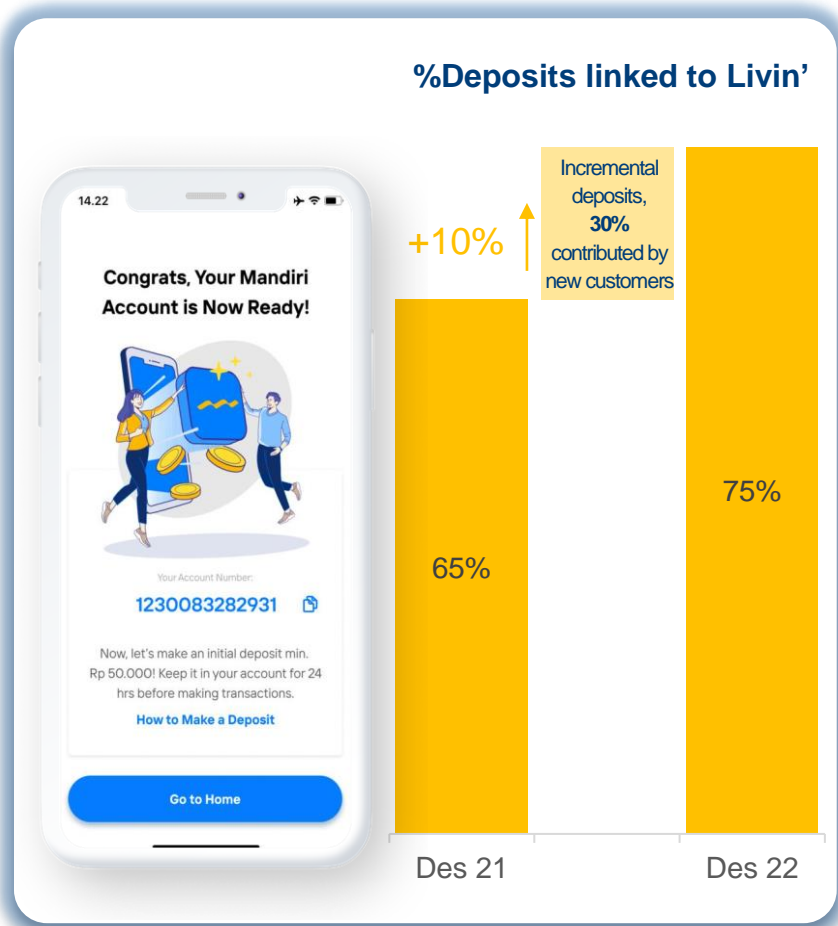 %Deposits linked to Livin’
14.22
Congrats, Your Mandiri
Account is Now Ready!
Your Account Number:
1230083282931
Now, let's make an initial deposit min.
Rp 50.000! Keep it in your account for 24
hrs before making transactions.
How to Make a Deposit
Go to Home
+10%
Incremental
deposits,
30%
contributed by
new customers
65%
75%
Des 21
Des 22